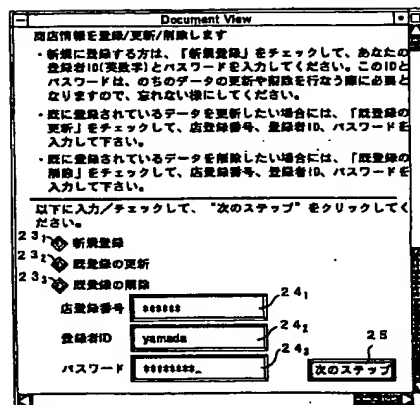 Document View
商店情報を登録/更新/削除します
・新規に登録する方は、「新規登録」をチェックして、あなたの
登録者ID(英数字)とパスワードを入力してください。このIDと
パスワードは、のちのデータの更新や削除を行なう際に必要と
なりますので、忘れない様にしてください。
・既に登録されているデータを更新したい場合には、「既登録の
更新」をチェックして、店登録番号、登録者ID、パスワードを
入力して下さい。
・既に登録されているデータを削除したい場合には、「既登録の
削除」をチェックして、店登録番号、登録者ID、パスワードを
入力して下さい。
以下に入力/チェックして、"次のステップ"をクリックしてく
ださい。
23₁ 新規登録
23₂ 既登録の更新
23₃ 既登録の削除
店登録番号 ****** 24₁
登録者ID yamada 24₂
パスワード ********_ 24₃
次のステップ 25